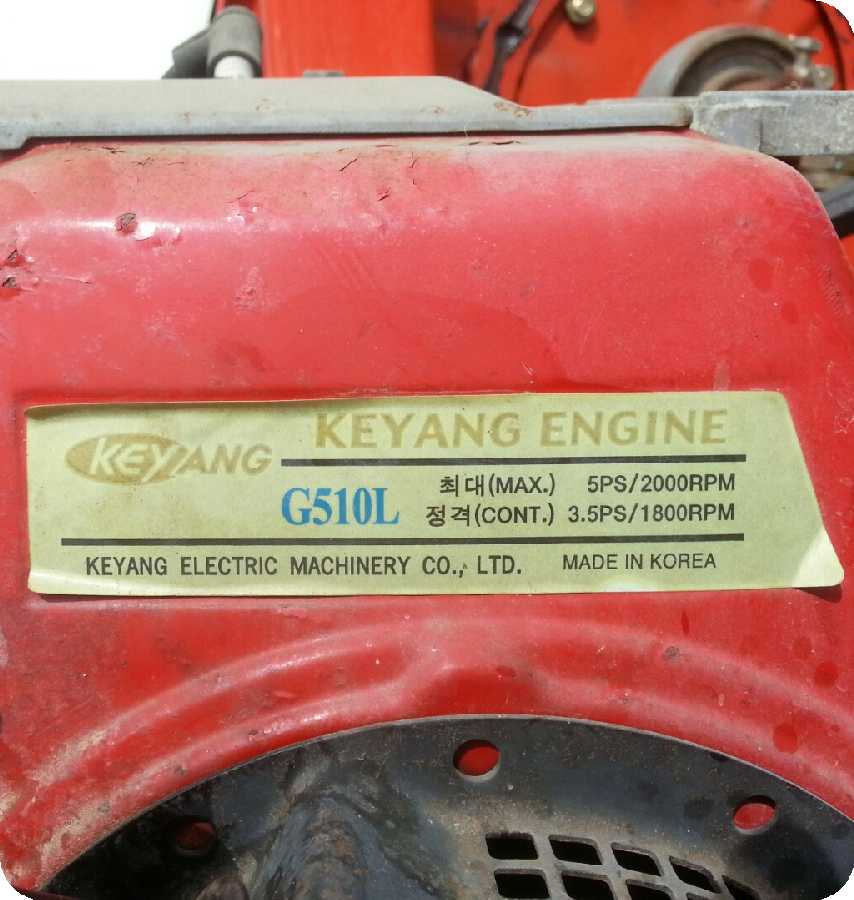 KEYANG
KEYANG ENGINE
G510L
최대(MAX.) 5PS/2000RPM
정격(CONT.) 3.5PS/1800RPM
KEYANG ELECTRIC MACHINERY CO., LTD. MADE IN KOREA